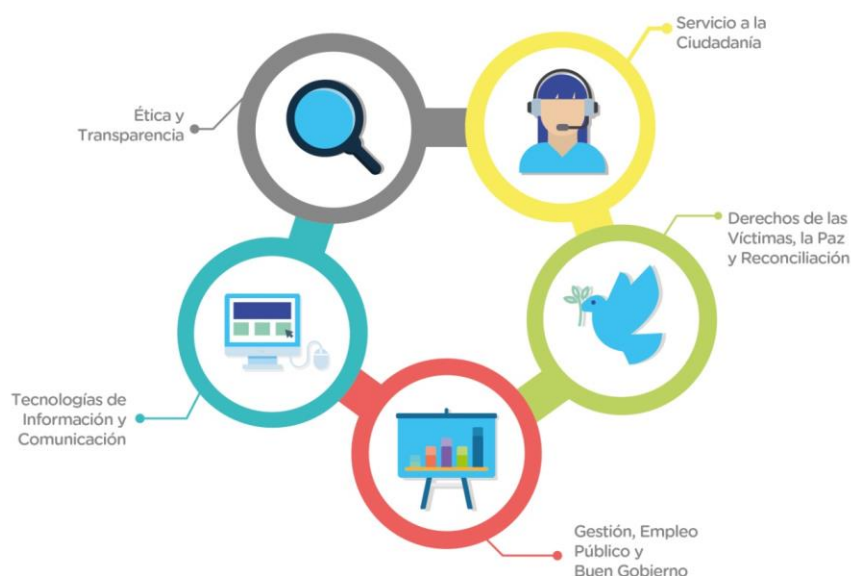 Servicio a la
Ciudadanía
Ética y
Transparencia
Derechos de las
Víctimas, la Paz
y Reconciliación
Tecnologías de
Información y
Comunicación
Gestión, Empleo
Público y
Buen Gobierno